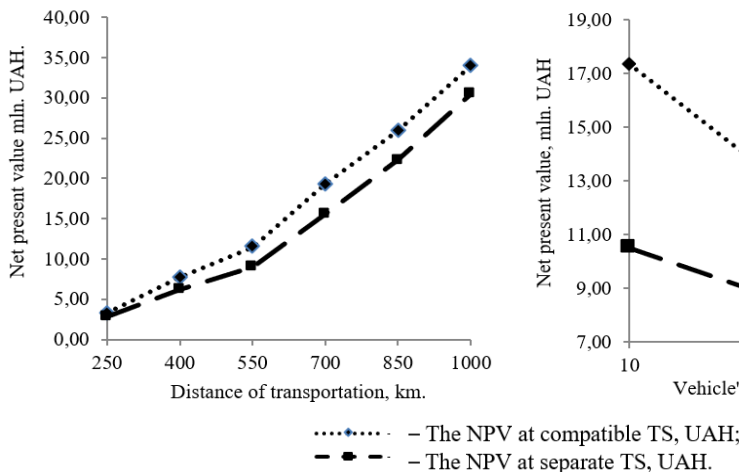 Net present value mln. UAH.
40,00
35,00
30,00
25,00
20,00
15,00
10,00
5,00
0,00
250 400 550 700 850 1000
Distance of transportation, km.
Net present value, mln. UAH
19,00
17,00
15,00
13,00
11,00
9,00
7,00
10
Vehicle'
– The NPV at compatible TS, UAH;
– The NPV at separate TS, UAH.